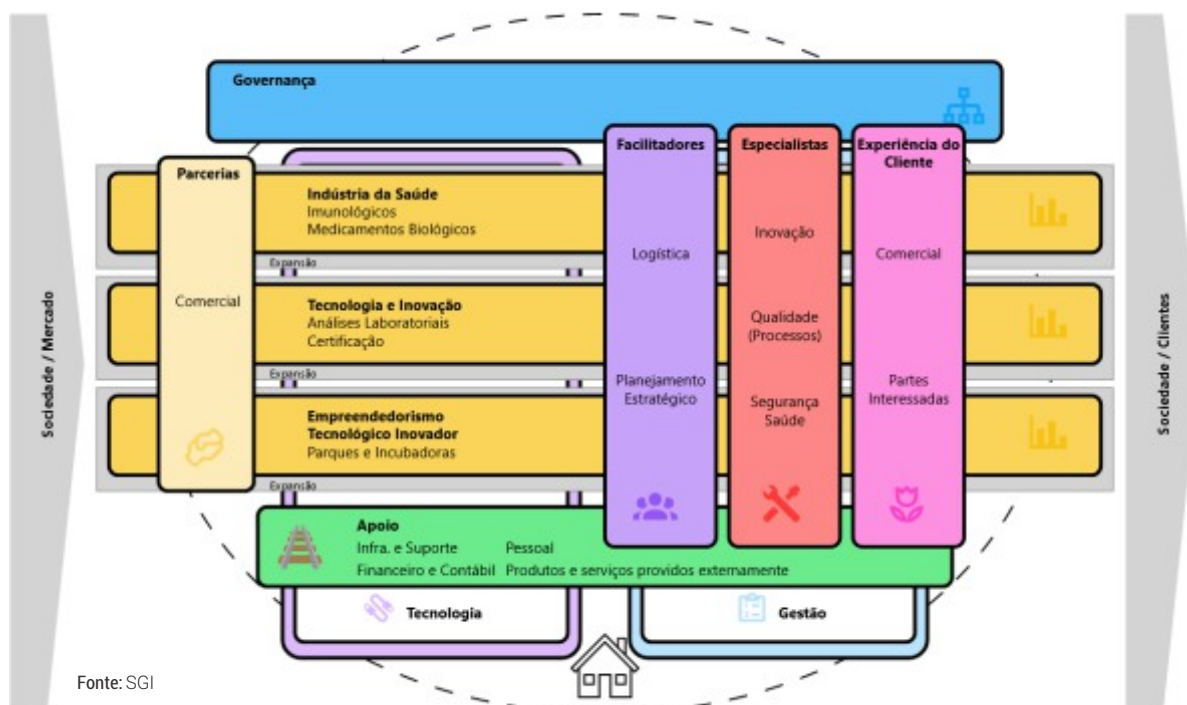 Governança
Sociedade / Mercado
Parcerias
Comercial
Indústria da Saúde
Imunológicos
Medicamentos Biológicos
Expansão
Tecnologia e Inovação
Análises Laboratoriais
Certificação
Expansão
Empreendedorismo
Tecnológico Inovador
Parques e Incubadoras
Expansão
Facilitadores
Logística
Planejamento
Estratégico
Especialistas
Inovação
Qualidade
(Processos)
Segurança
Saúde
Experiência do
Cliente
Comercial
Partes
Interessadas
Sociedade / Clientes
Apoio
Infra. e Suporte Pessoal
Financeiro e Contábil Produtos e serviços providos externamente
Tecnologia
Gestão
Fonte: SGI